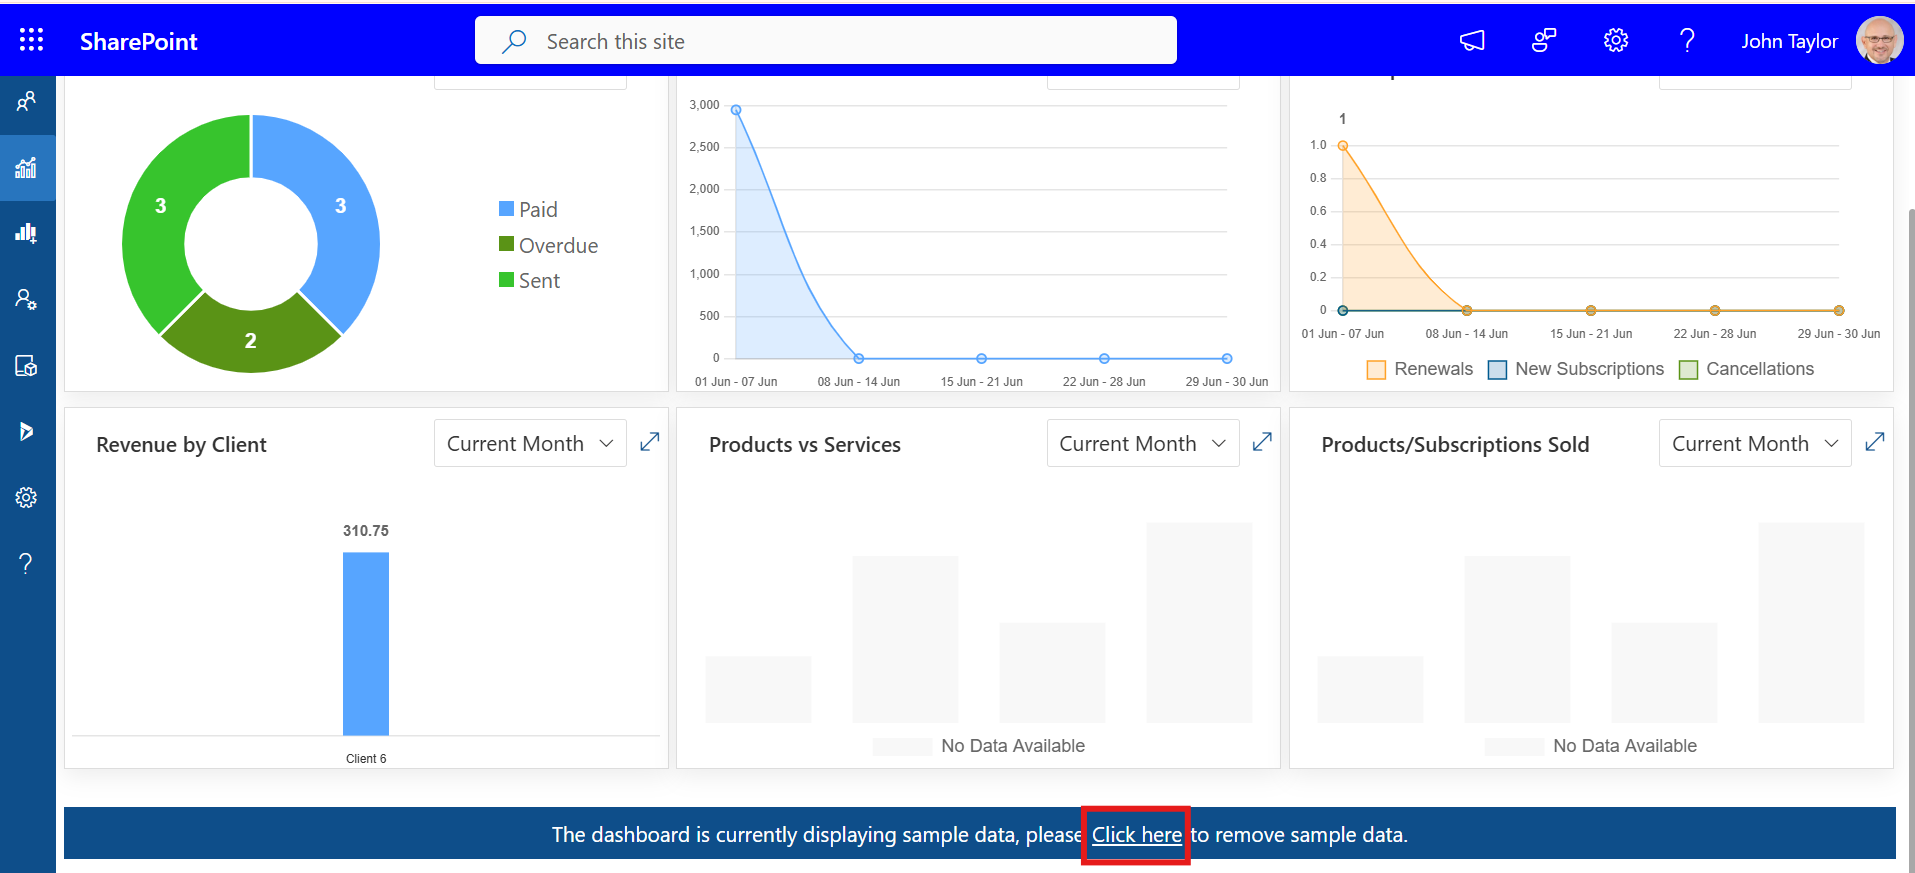 SharePoint
Search this site
John Taylor
3
3
2
Paid
Overdue
Sent
3,000
2,500
2,000
1,500
1,000
500
0
01 Jun - 07 Jun 08 Jun - 14 Jun 15 Jun - 21 Jun 22 Jun - 28 Jun 29 Jun - 30 Jun
1
1.0
0.8
0.6
0.4
0.2
0
01 Jun - 07 Jun 08 Jun - 14 Jun 15 Jun - 21 Jun 22 Jun - 28 Jun 29 Jun - 30 Jun
Renewals New Subscriptions Cancellations
Revenue by Client Current Month
310.75
Client 6
Products vs Services Current Month
No Data Available
Products/Subscriptions Sold Current Month
No Data Available
The dashboard is currently displaying sample data, please Click here to remove sample data.